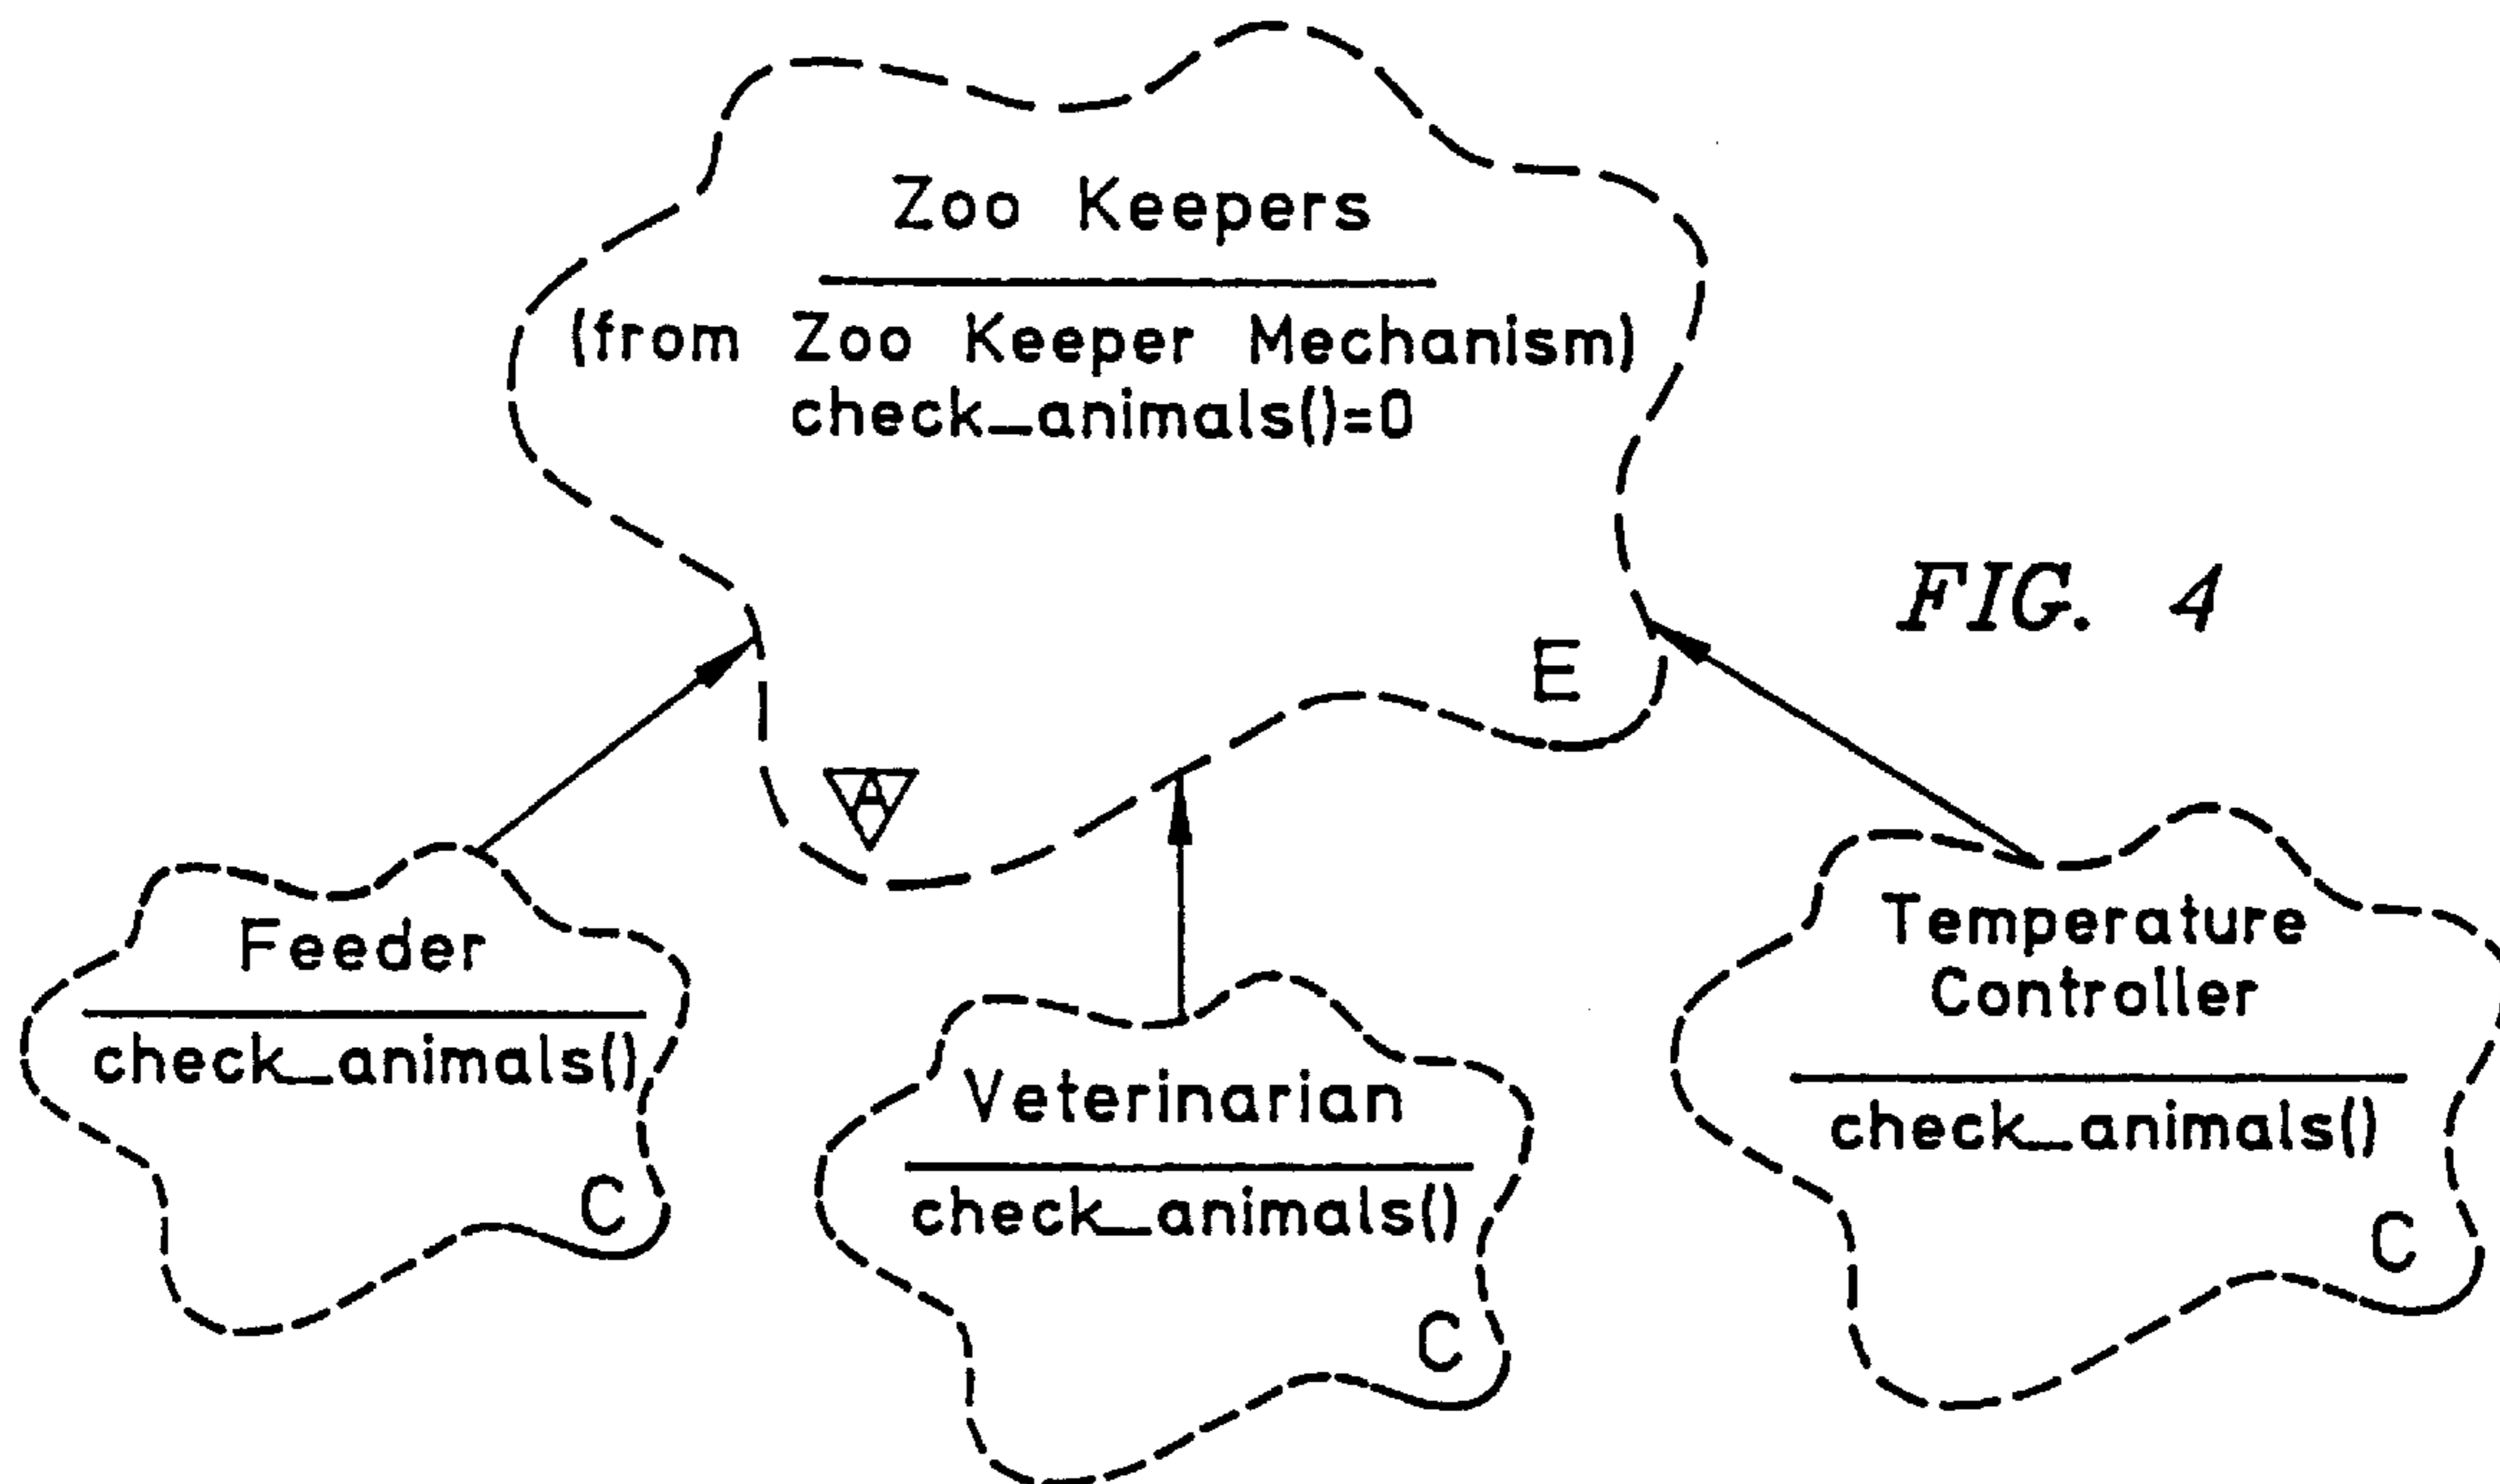 Zoo Keepers
(from Zoo Keeper Mechanism)
check_animals()=0
FIG. 4
E
A
Feeder
check_animals()
C
Veterinarian
check_animals()
C
Temperature
Controller
check_animals()
C